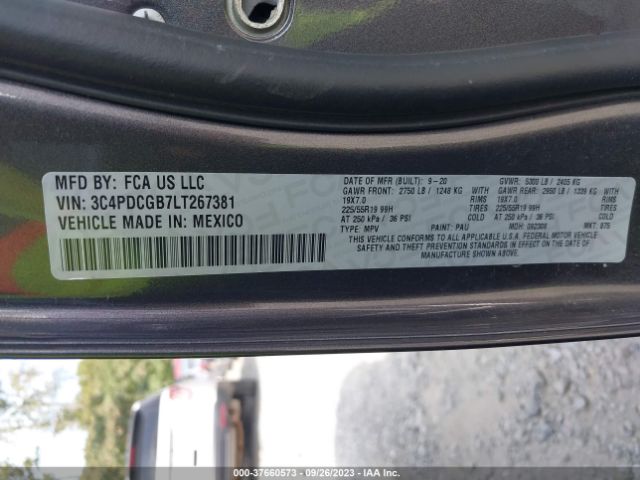 MFD BY: FCA US LLC
VIN: 3C4PDCGB7LT267381
VEHICLE MADE IN: MEXICO
DATE OF MFR (BUILT): 9-20 GVWR: 5300 LB / 2405 KG
GAWR FRONT: 2750 LB / 1248 KG WITH GAWR REAR: 2950 LB / 1339 KG WITH
19X7.0 RIMS 19X7.0 RIMS
225/55R19 99H TIRES 225/55R19 99H TIRES
AT 250 kPa / 36 PSI AT 250 kPa / 36 PSI
TYPE: MPV PAINT: PAU MDH: 092309 MKT: 975
THIS VEHICLE CONFORMS TO ALL APPLICABLE U.S.A. FEDERAL MOTOR VEHICLE
SAFETY AND THEFT PREVENTION STANDARDS IN EFFECT ON THE DATE OF
MANUFACTURE SHOWN ABOVE.
000-37660573 - 09/26/2023 - IAA Inc.